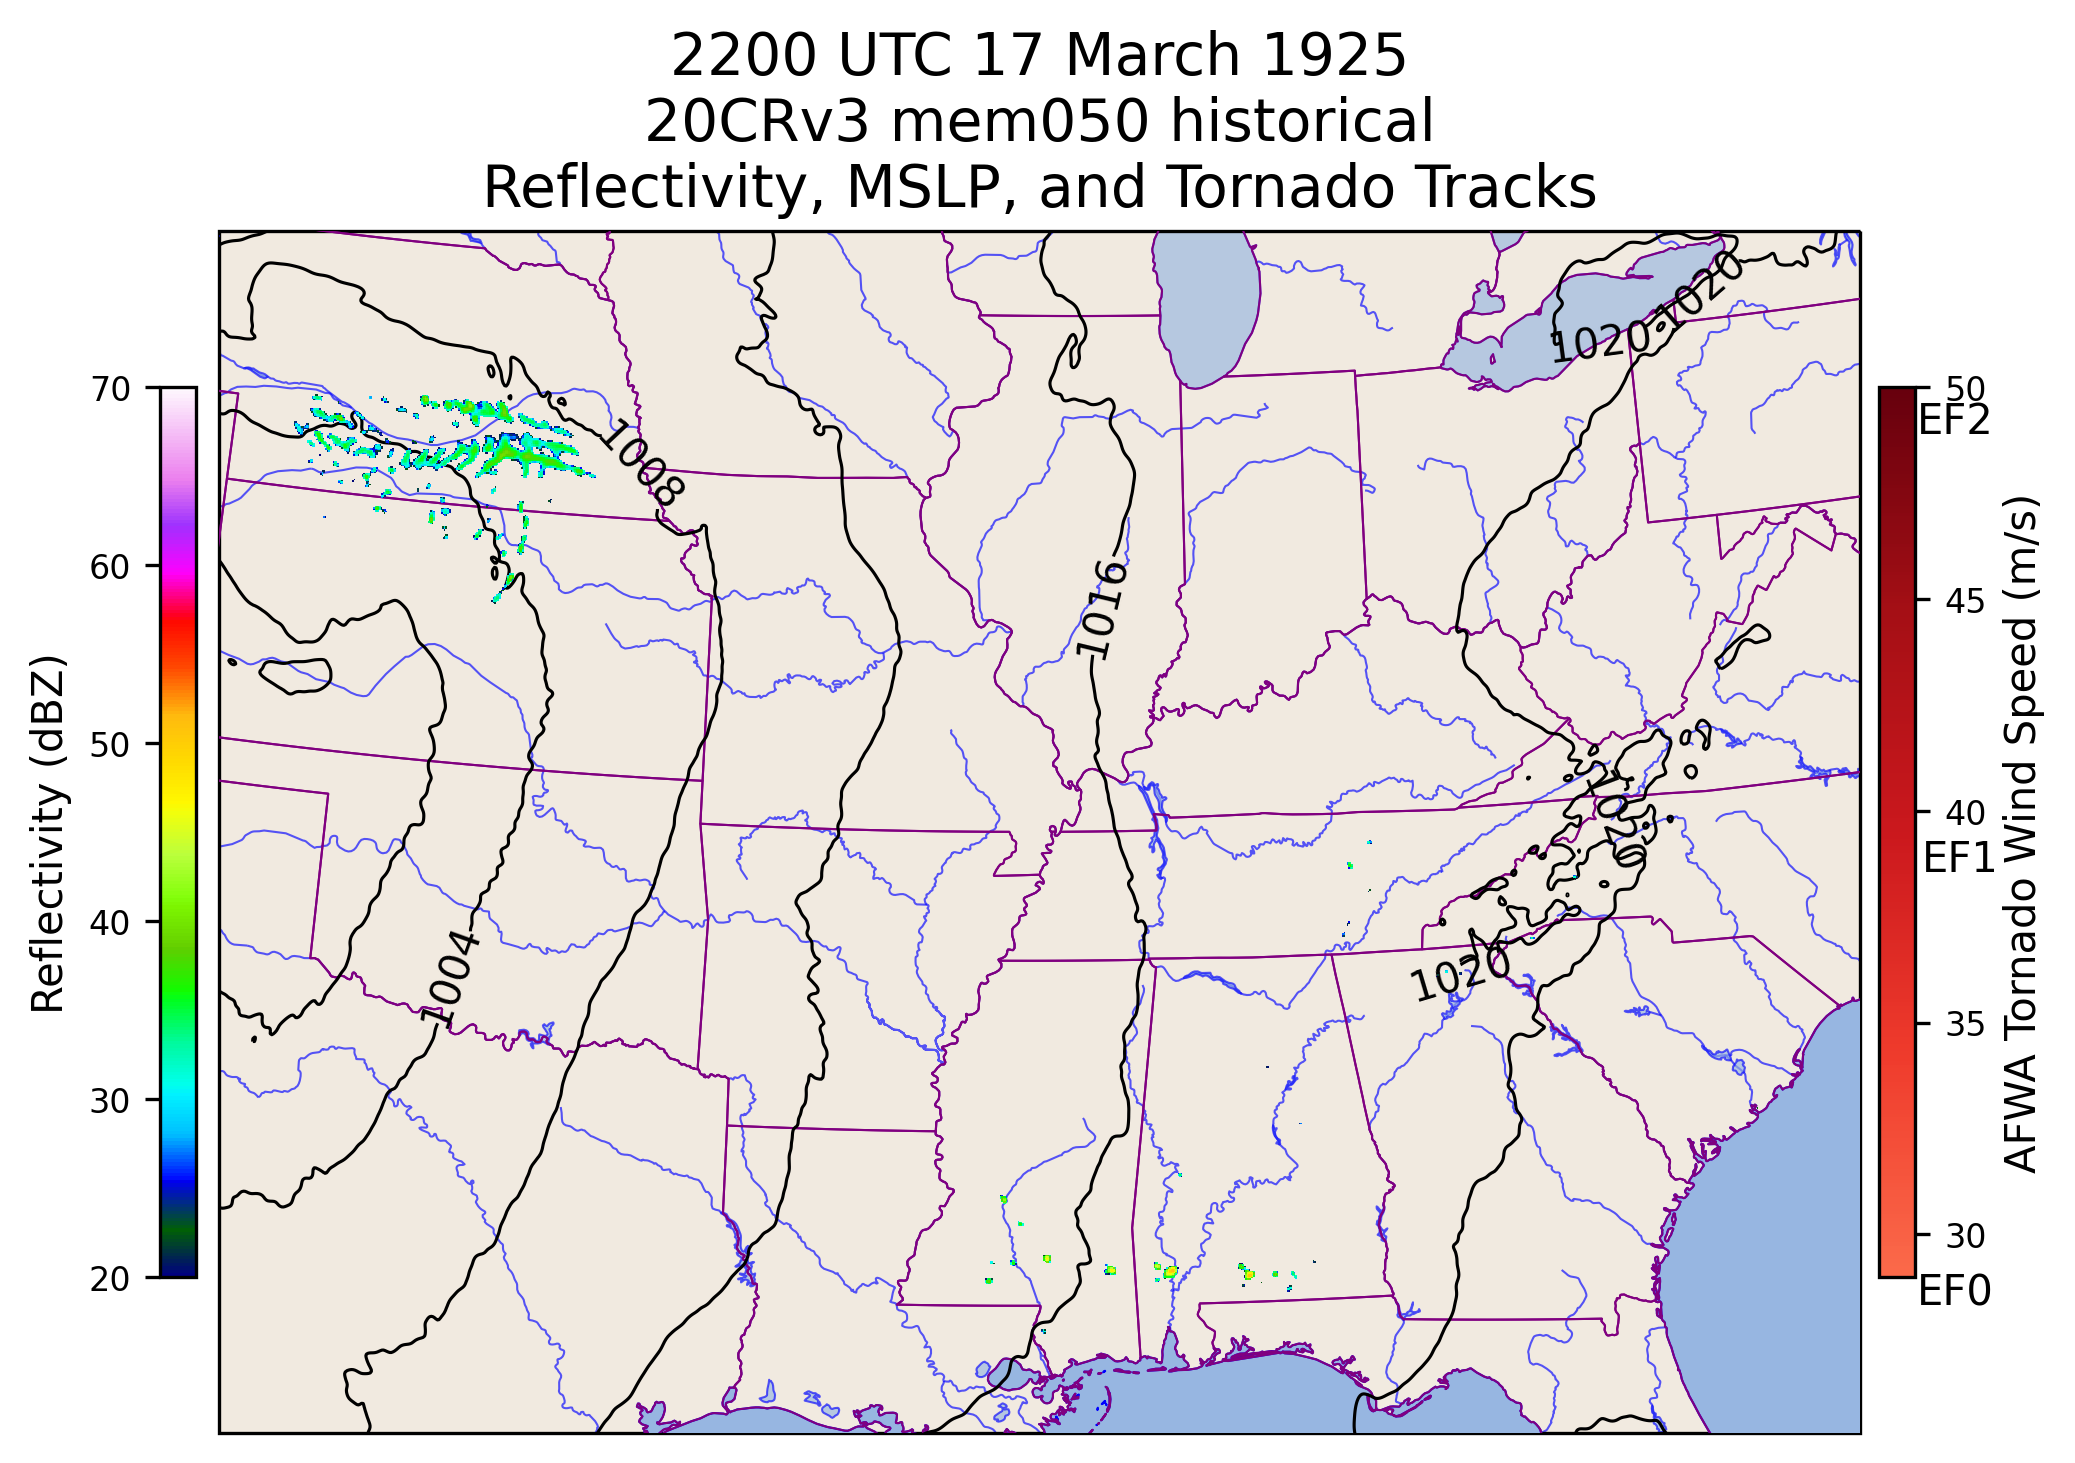 2200 UTC 17 March 1925
20CRv3 mem050 historical
Reflectivity, MSLP, and Tornado Tracks
70
60
50
40
30
20
Reflectivity (dBZ)
1008
1004
1016
1020
1020
1020
1020
50
EF2
45
40
EF1
35
30
EF0
AFWA Tornado Wind Speed (m/s)